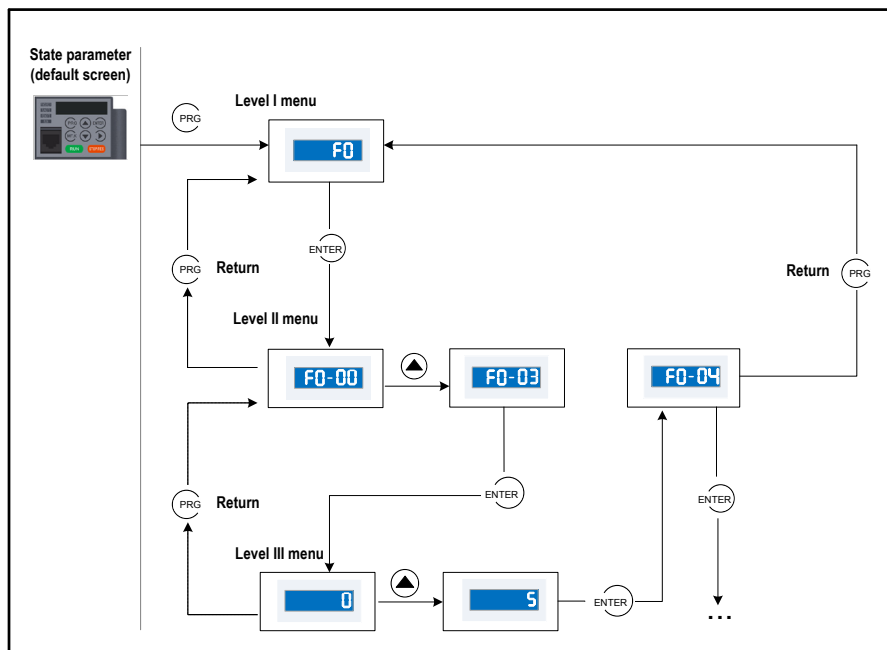 State parameter
(default screen)
PRG
Level I menu
F0
ENTER
PRG
Return
Return
PRG
Level II menu
F0-00
F0-03
F0-04
ENTER
ENTER
PRG
Return
Level III menu
0
5
ENTER
...